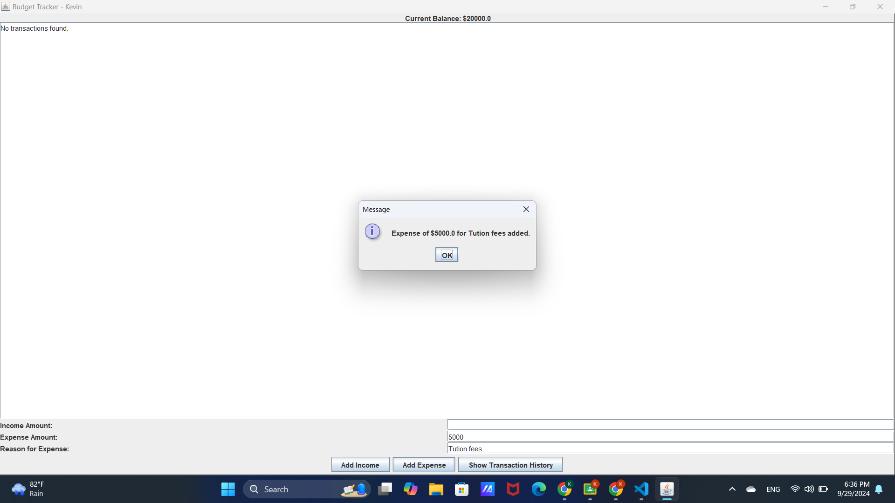 Budget Tracker - Kevin
Current Balance: $20000.0
No transactions found.
Message
Expense of $5000.0 for Tution fees added.
OK
Income Amount:
Expense Amount: 5000
Reason for Expense: Tution fees
Add Income Add Expense Show Transaction History
82°F
Rain
Search
ENG
6:36 PM
9/29/2024